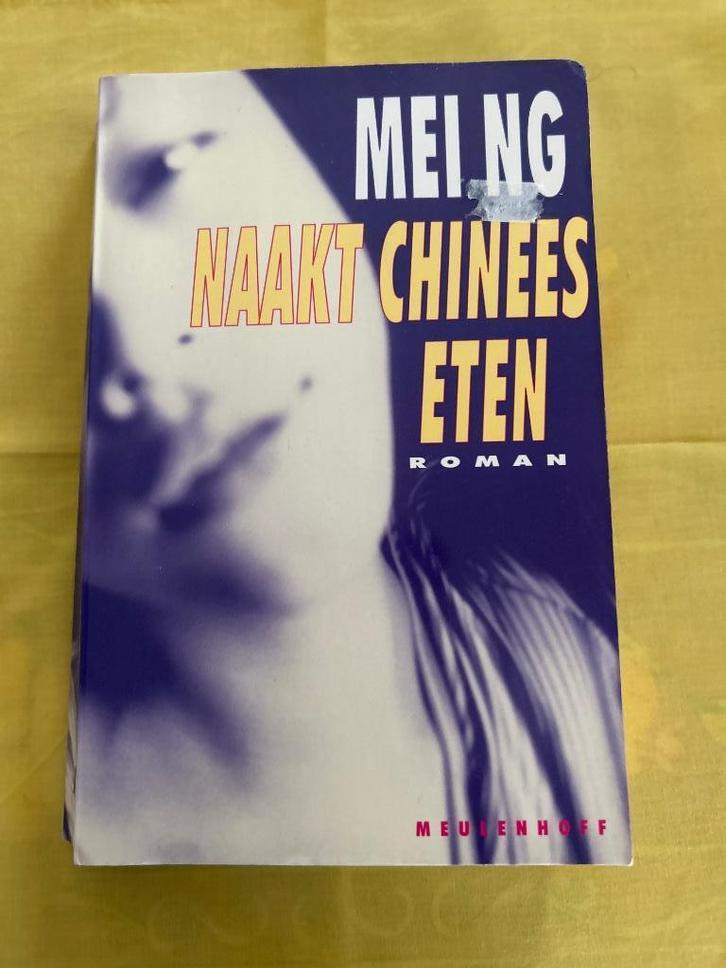 MEI NG
NAAKT CHINEES
ETEN
ROMAN
MEULENHOFF